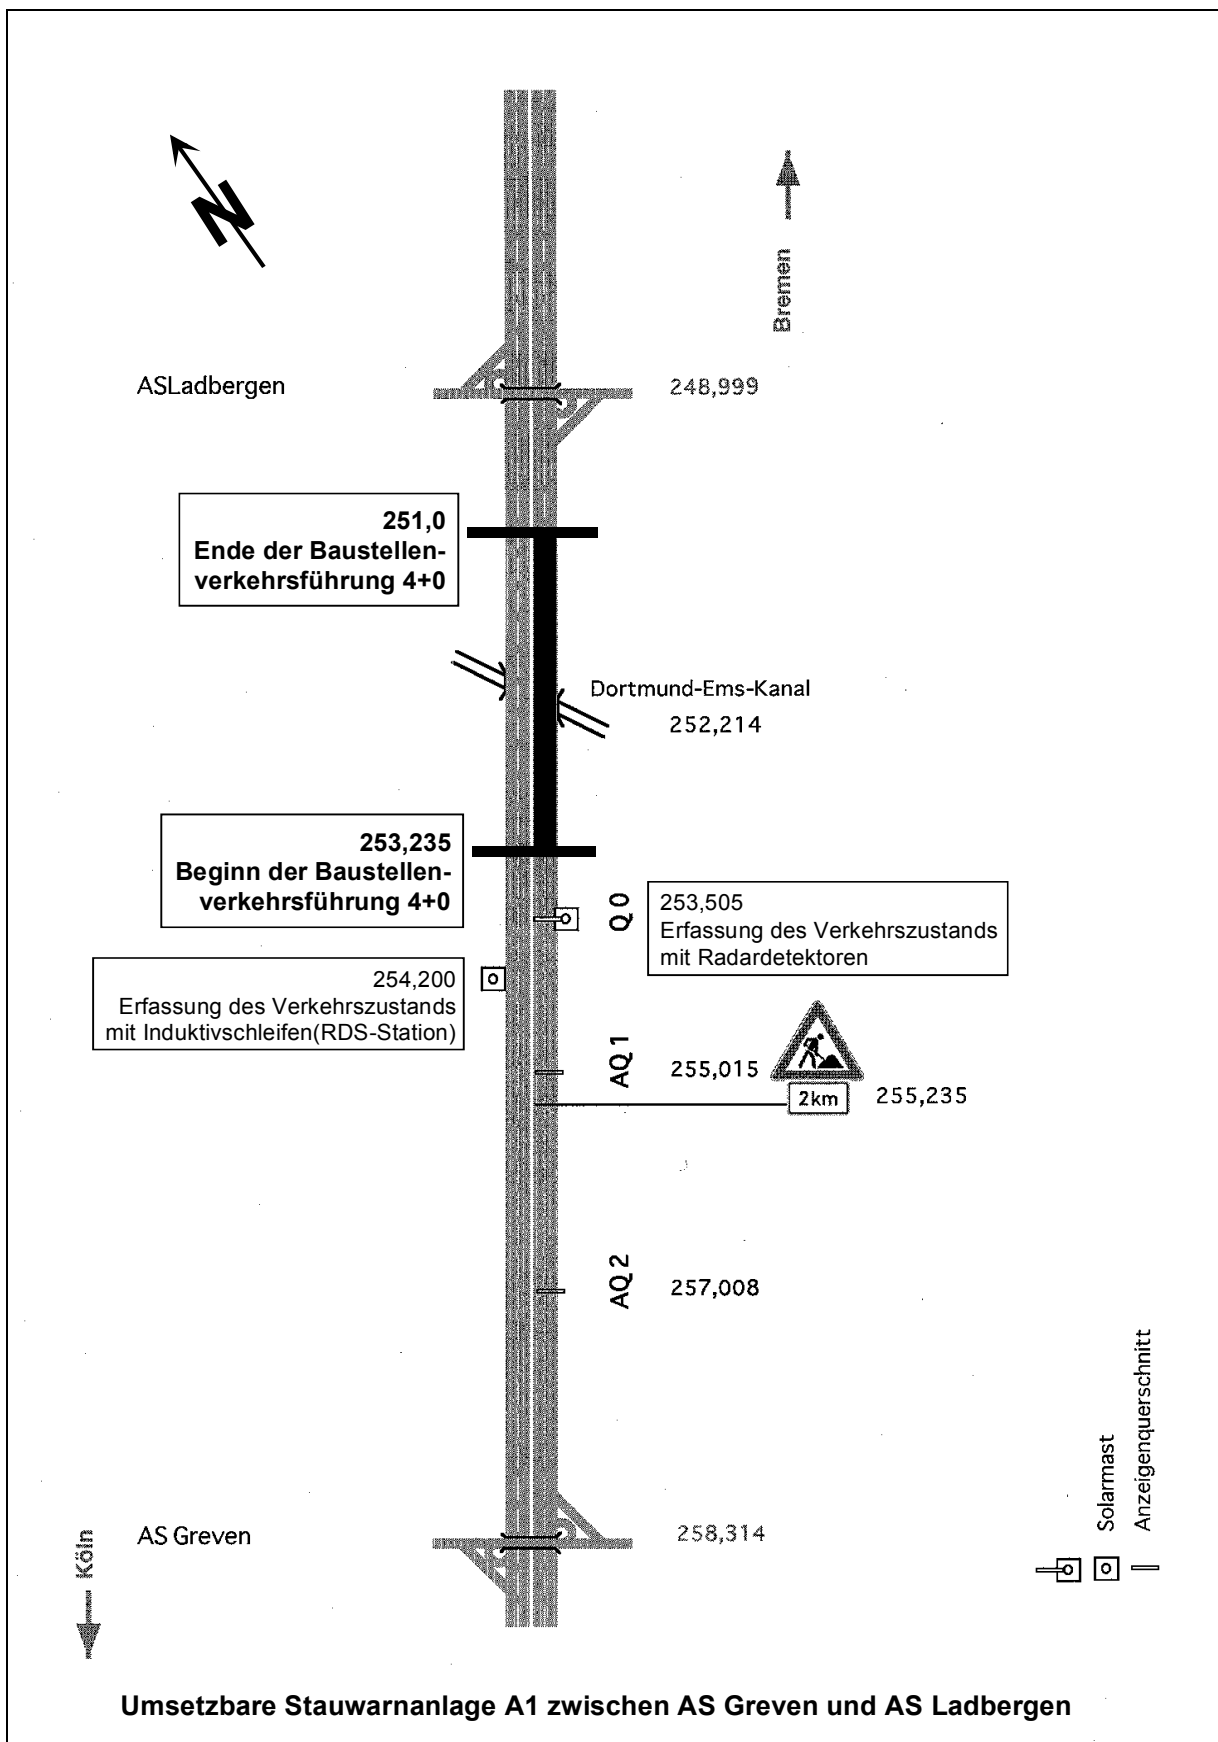 N
Bremen
ASLadbergen
248,999
251,0
Ende der Baustellen-
verkehrsführung 4+0
Dortmund-Ems-Kanal
252,214
253,235
Beginn der Baustellen-
verkehrsführung 4+0
Q 0
253,505
Erfassung des Verkehrszustands
mit Radardetektoren
254,200
Erfassung des Verkehrszustands
mit Induktivschleifen(RDS-Station)
AQ 1
255,015
2km
255,235
AQ 2
257,008
Solarmast
Anzeigenquerschnitt
Köln
AS Greven
258,314
Umsetzbare Stauwarnanlage A1 zwischen AS Greven und AS Ladbergen